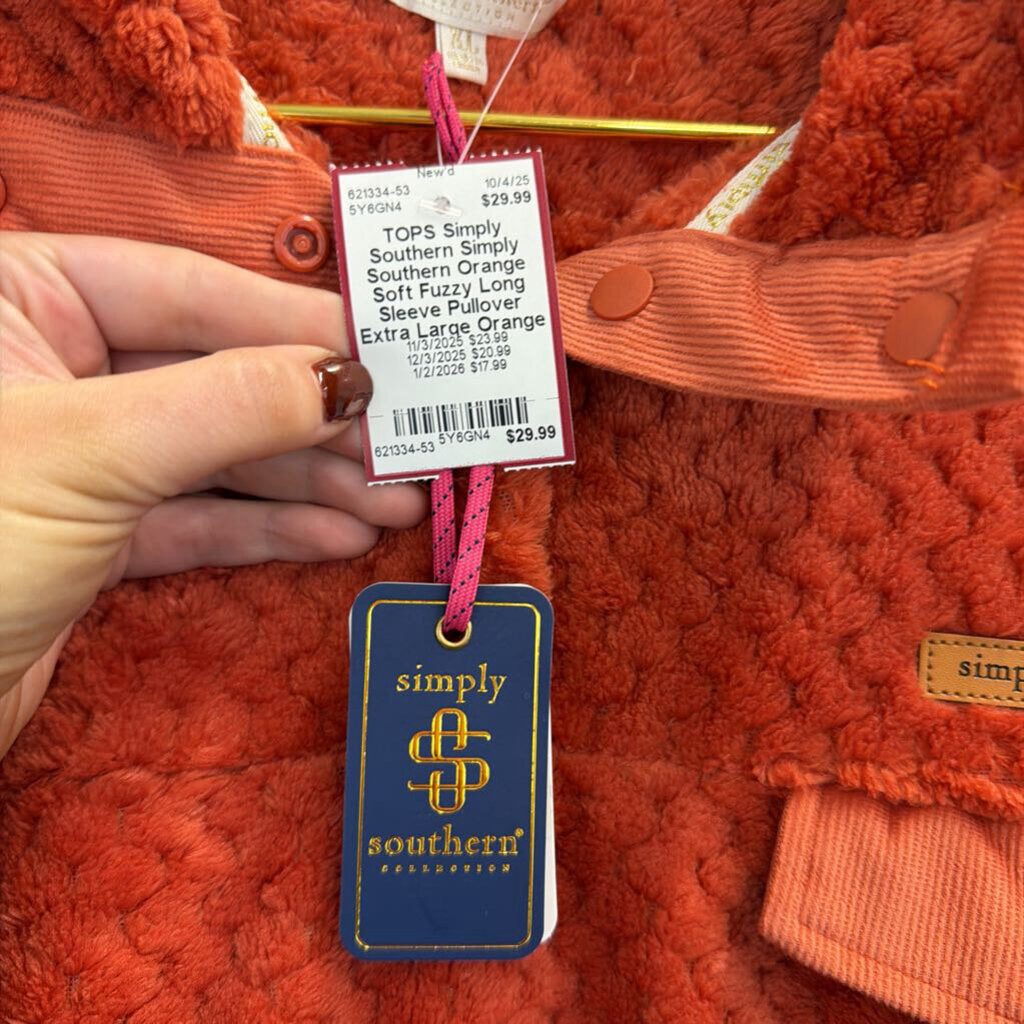 COLLECTION
XL
New'd
621334-53 10/4/25
5Y6GN4 $29.99
TOPS Simply
Southern Simply
Southern Orange
Soft Fuzzy Long
Sleeve Pullover
Extra Large Orange
11/3/2025 $23.99
12/3/2025 $20.99
1/2/2026 $17.99
621334-53 5Y6GN4 $29.99
simply
southern®
COLLECTION
simp